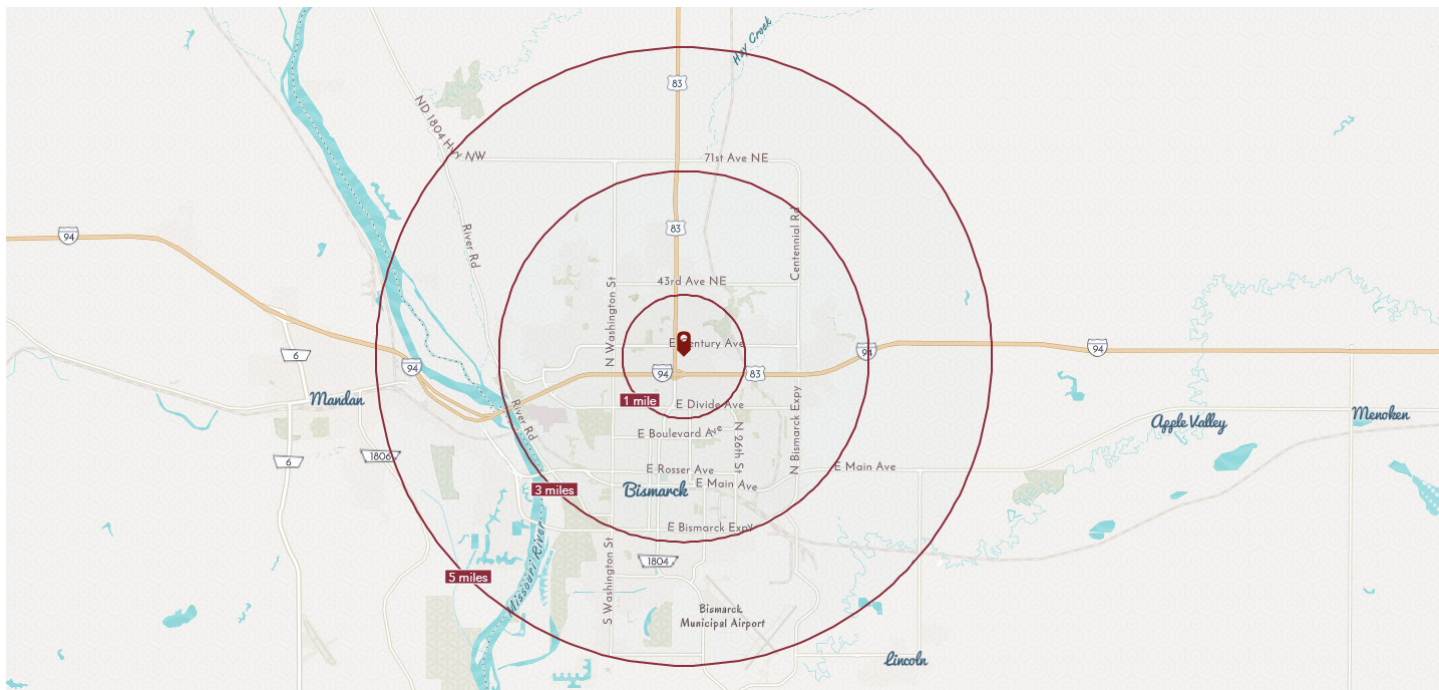 Hay Creek
83
ND 1804 Hwy NW
71st Ave NE
83
94
River Rd
Centennial Rd
N Washington St
43rd Ave NE
E Century Ave
94
94
6
94
94
83
Mandan
1 mile
E Divide Ave
River Rd
Apple Valley
Menoken
E Boulevard Ave
N 26th St
N Bismarck Expy
1806
6
E Rosser Ave
E Main Ave
E Main Ave
3 miles
Bismarck
E Bismarck Expy
Missouri River
1804
5 miles
S Washington St
Bismarck
Municipal Airport
Lincoln